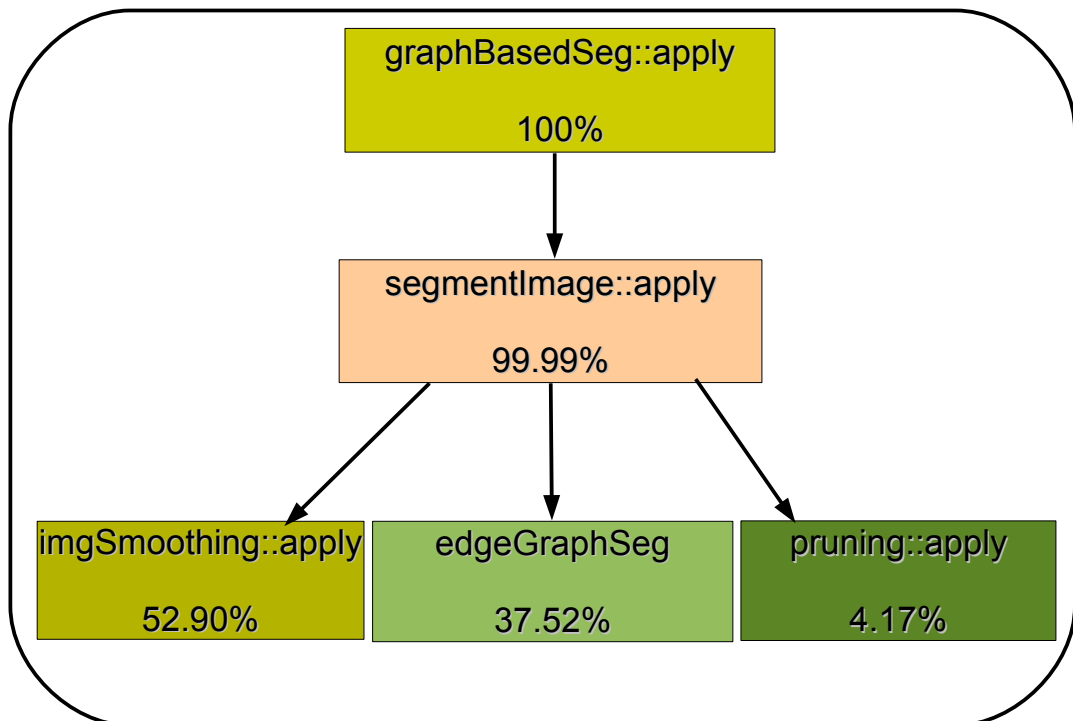 graphBasedSeg::apply
100%
segmentImage::apply
99.99%
imgSmoothing::apply
52.90%
edgeGraphSeg
37.52%
pruning::apply
4.17%